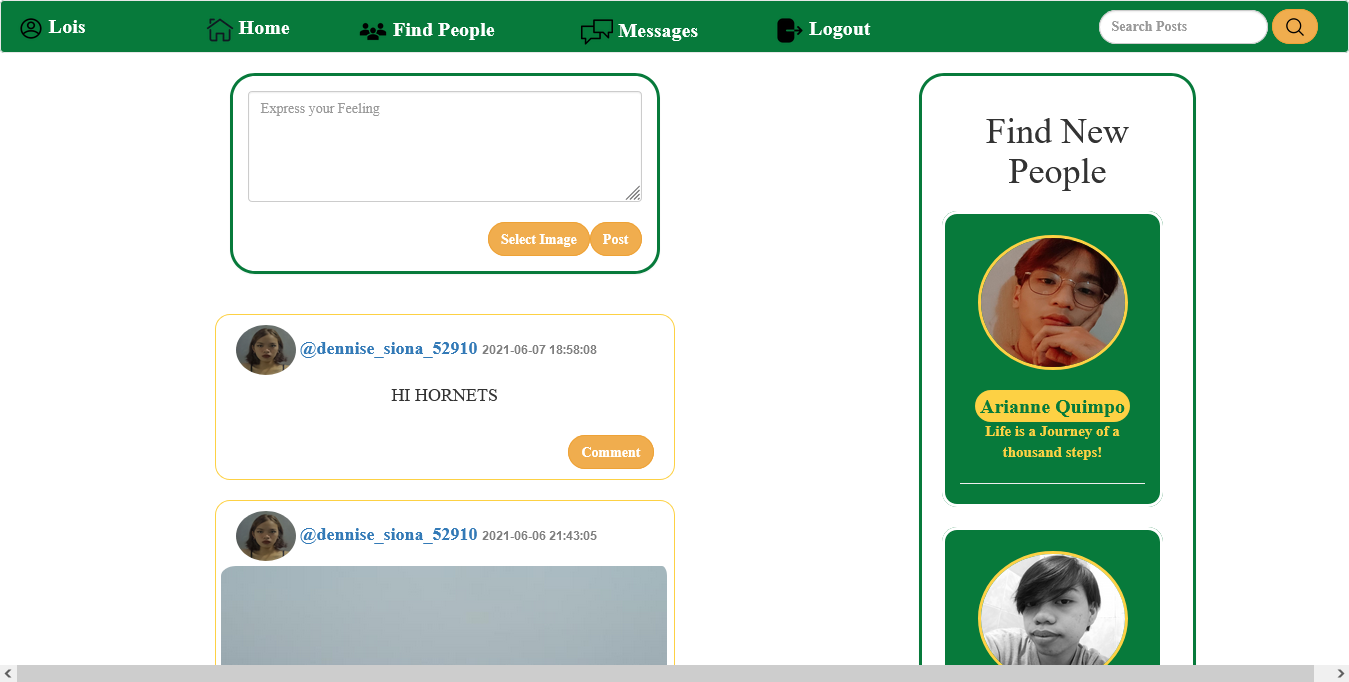 Lois
Home
Find People
Messages
Logout
Search Posts
Express your Feeling
Select Image
Post
@dennise_siona_52910 2021-06-07 18:58:08
HI HORNETS
Comment
@dennise_siona_52910 2021-06-06 21:43:05
Find New
People
Arianne Quimpo
Life is a Journey of a
thousand steps!